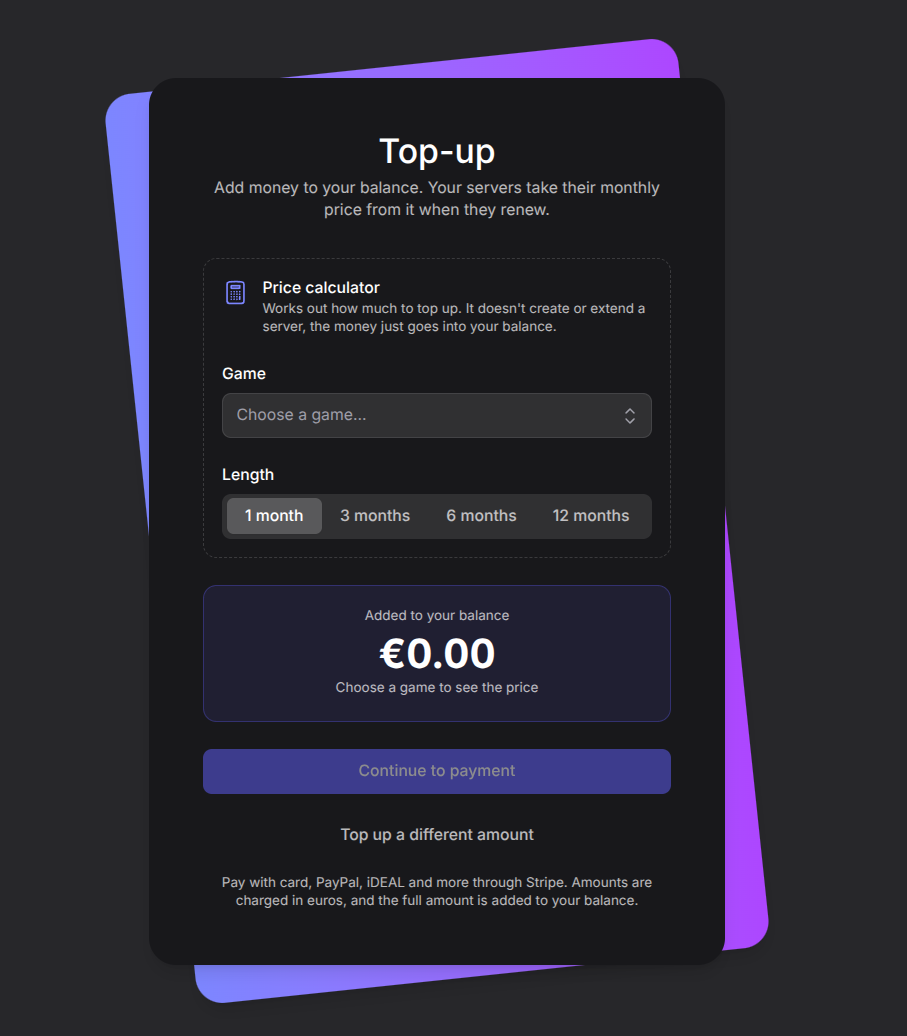 Top-up
Add money to your balance. Your servers take their monthly
price from it when they renew.
Price calculator
Works out how much to top up. It doesn't create or extend a
server, the money just goes into your balance.
Game
Choose a game...
Length
1 month 3 months 6 months 12 months
Added to your balance
€0.00
Choose a game to see the price
Continue to payment
Top up a different amount
Pay with card, PayPal, iDEAL and more through Stripe. Amounts are
charged in euros, and the full amount is added to your balance.